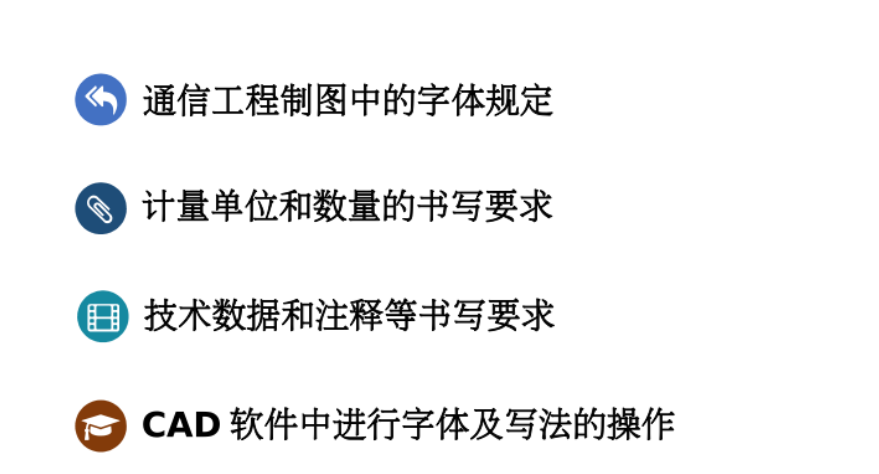 通信工程制图中的字体规定
计量单位和数量的书写要求
技术数据和注释等书写要求
CAD 软件中进行字体及写法的操作